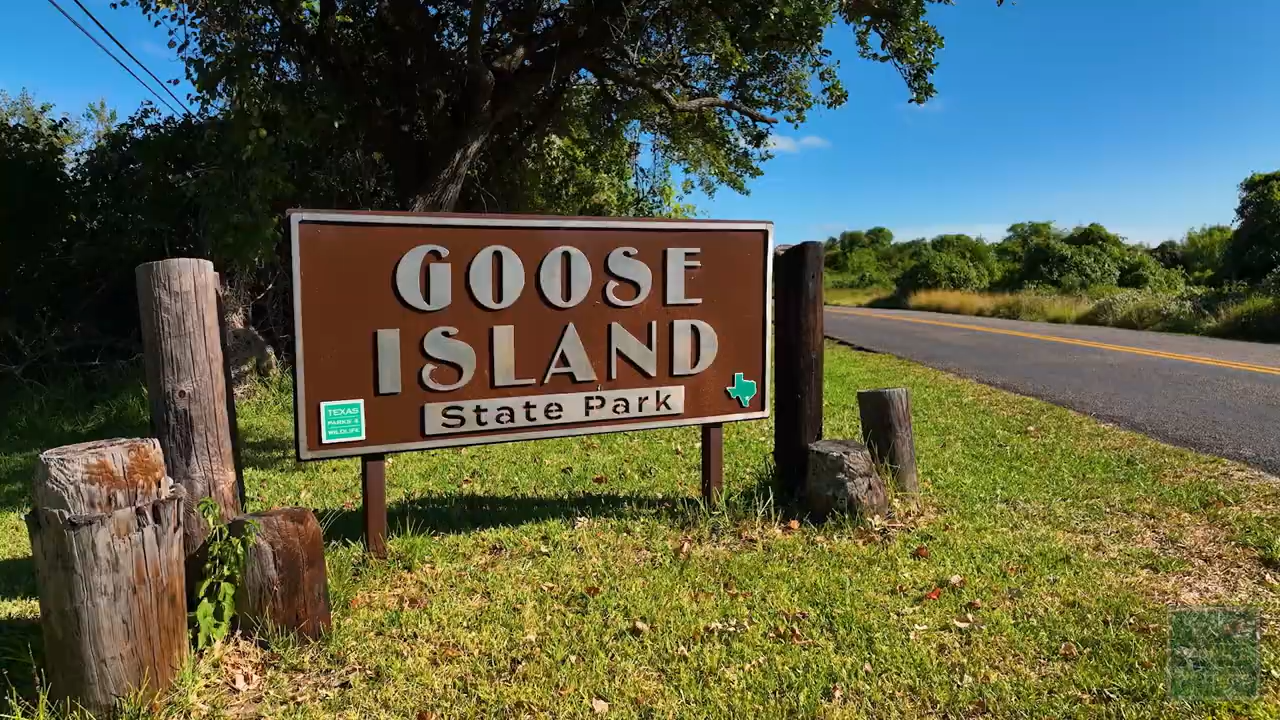 GOOSE
ISLAND
State Park
TEXAS
PARKS &
WILDLIFE